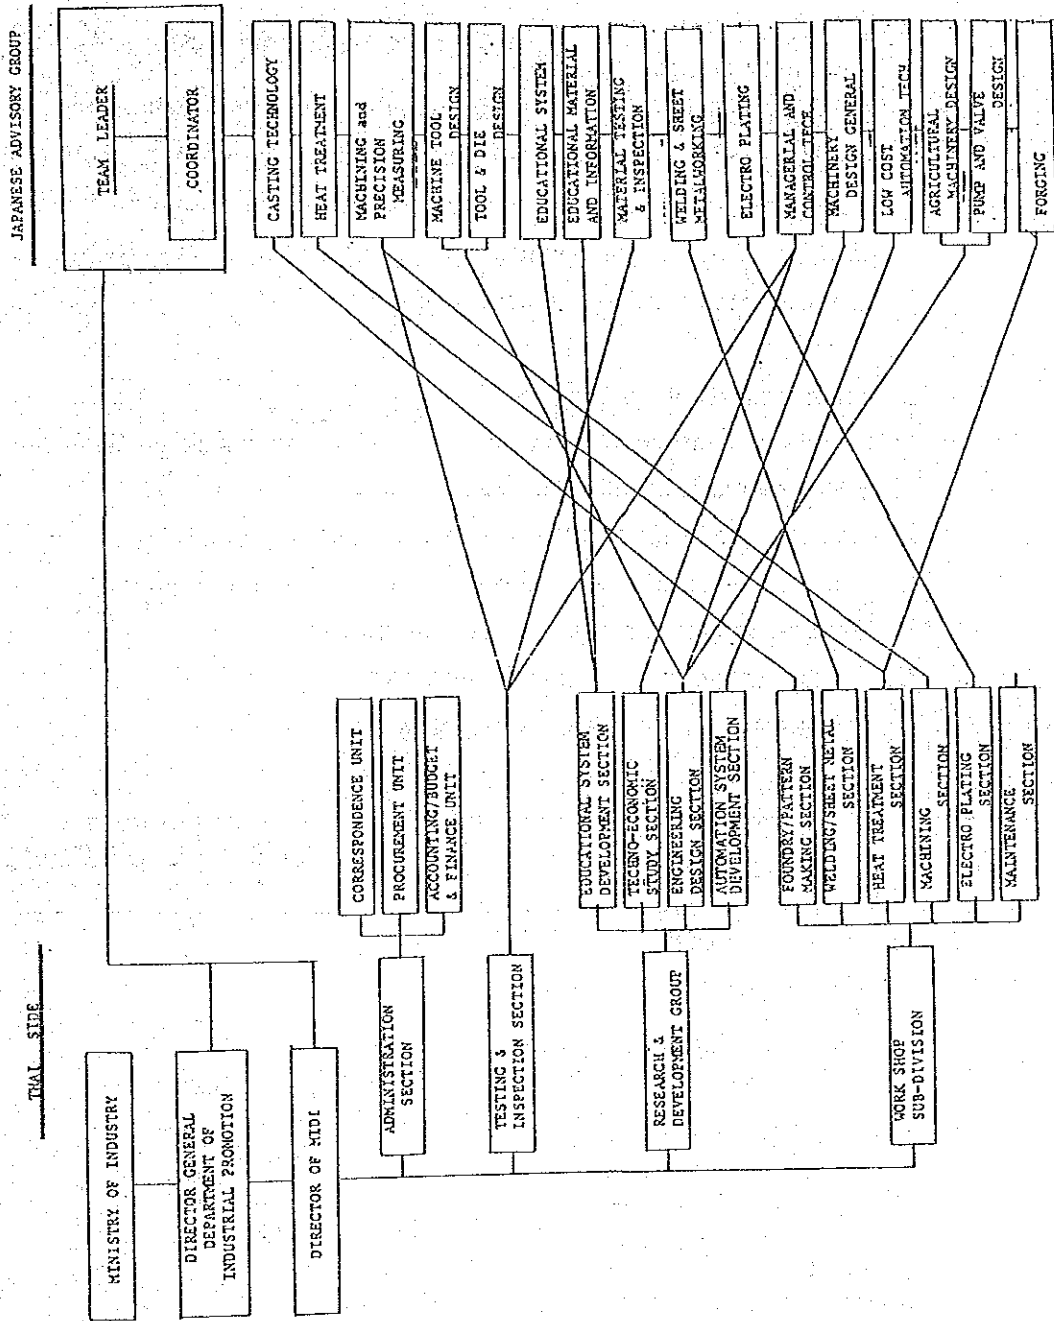 JAPANESE ADVISORY GROUP
TEAM LEADER
COORDINATOR
CASTING TECHNOLOGY
HEAT TREATMENT
MACHINING and
PRECISION
MEASURING
MACHINE TOOL
DESIGN
TOOL & DIE
DESIGN
EDUCATIONAL SYSTEM
EDUCATIONAL MATERIAL
AND INFORMATION
MATERIAL TESTING
& INSPECTION
WELDING & SHEET
METALWORKING
ELECTRO PLATING
MANAGERIAL AND
CONTROL TECH
MACHINERY
DESIGN GENERAL
LOW COST
AUTOMATION TECH
AGRICULTURAL
MACHINERY DESIGN
PUMP AND VALVE
DESIGN
FORGING
THAI SIDE
MINISTRY OF INDUSTRY
DIRECTOR GENERAL
DEPARTMENT OF
INDUSTRIAL PROMOTION
DIRECTOR OF MIDI
ADMINISTRATION
SECTION
CORRESPONDENCE UNIT
PROCUREMENT UNIT
ACCOUNTING/BUDGET
& FINANCE UNIT
TESTING &
INSPECTION SECTION
RESEARCH &
DEVELOPMENT GROUP
EDUCATIONAL SYSTEM
DEVELOPMENT SECTION
TECHNO-ECONOMIC
STUDY SECTION
ENGINEERING
DESIGN SECTION
AUTOMATION SYSTEM
DEVELOPMENT SECTION
WORK SHOP
SUB-DIVISION
FOUNDRY/PATTERN
MAKING SECTION
WELDING/SHEET METAL
SECTION
HEAT TREATMENT
SECTION
MACHINING
SECTION
ELECTRO PLATING
SECTION
MAINTENANCE
SECTION